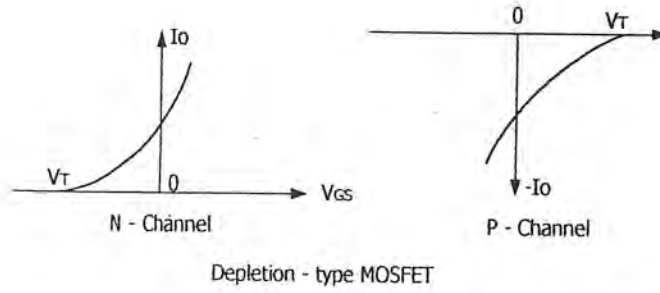 Io
VT
0
VGS
N - Channel
0
VT
-Io
P - Channel
Depletion - type MOSFET